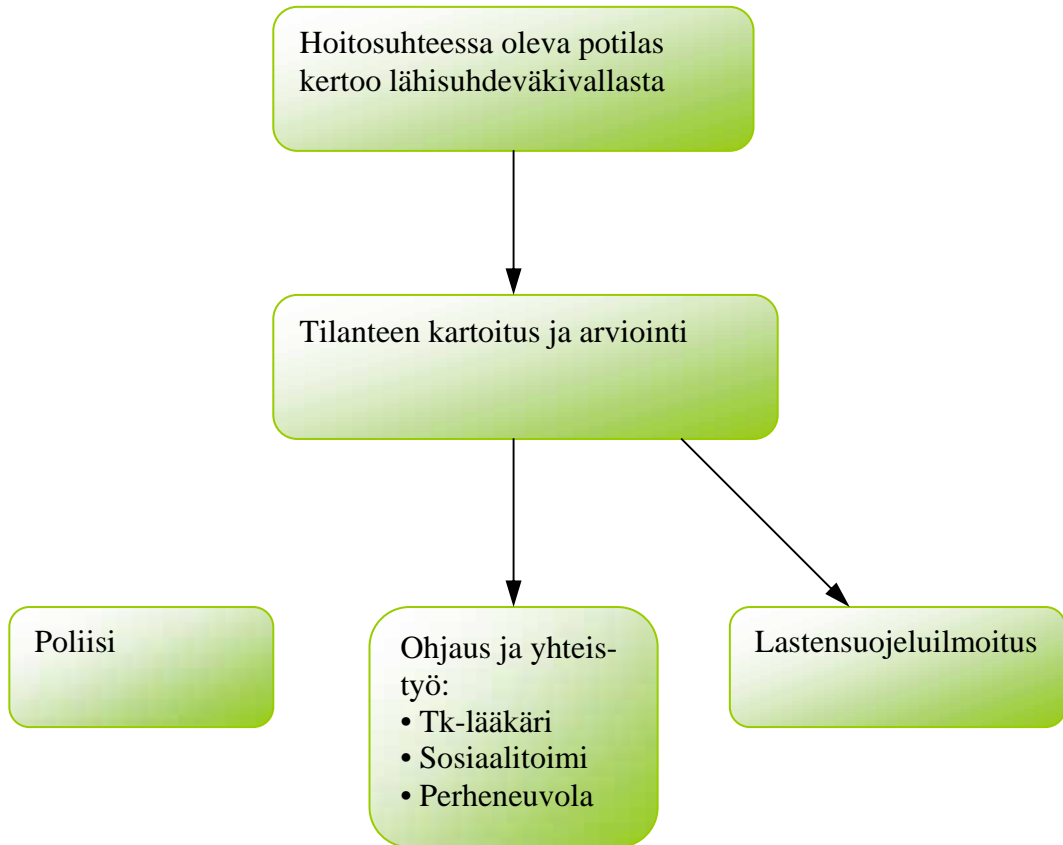 Hoitosuhteessa oleva potilas
kertoo lähisuhdeväkivallasta
Tilanteen kartoitus ja arviointi
Poliisi
Ohjaus ja yhteis-
työ:
• Tk-lääkäri
• Sosiaalitoimi
• Perheneuvola
Lastensuojeluilmoitus